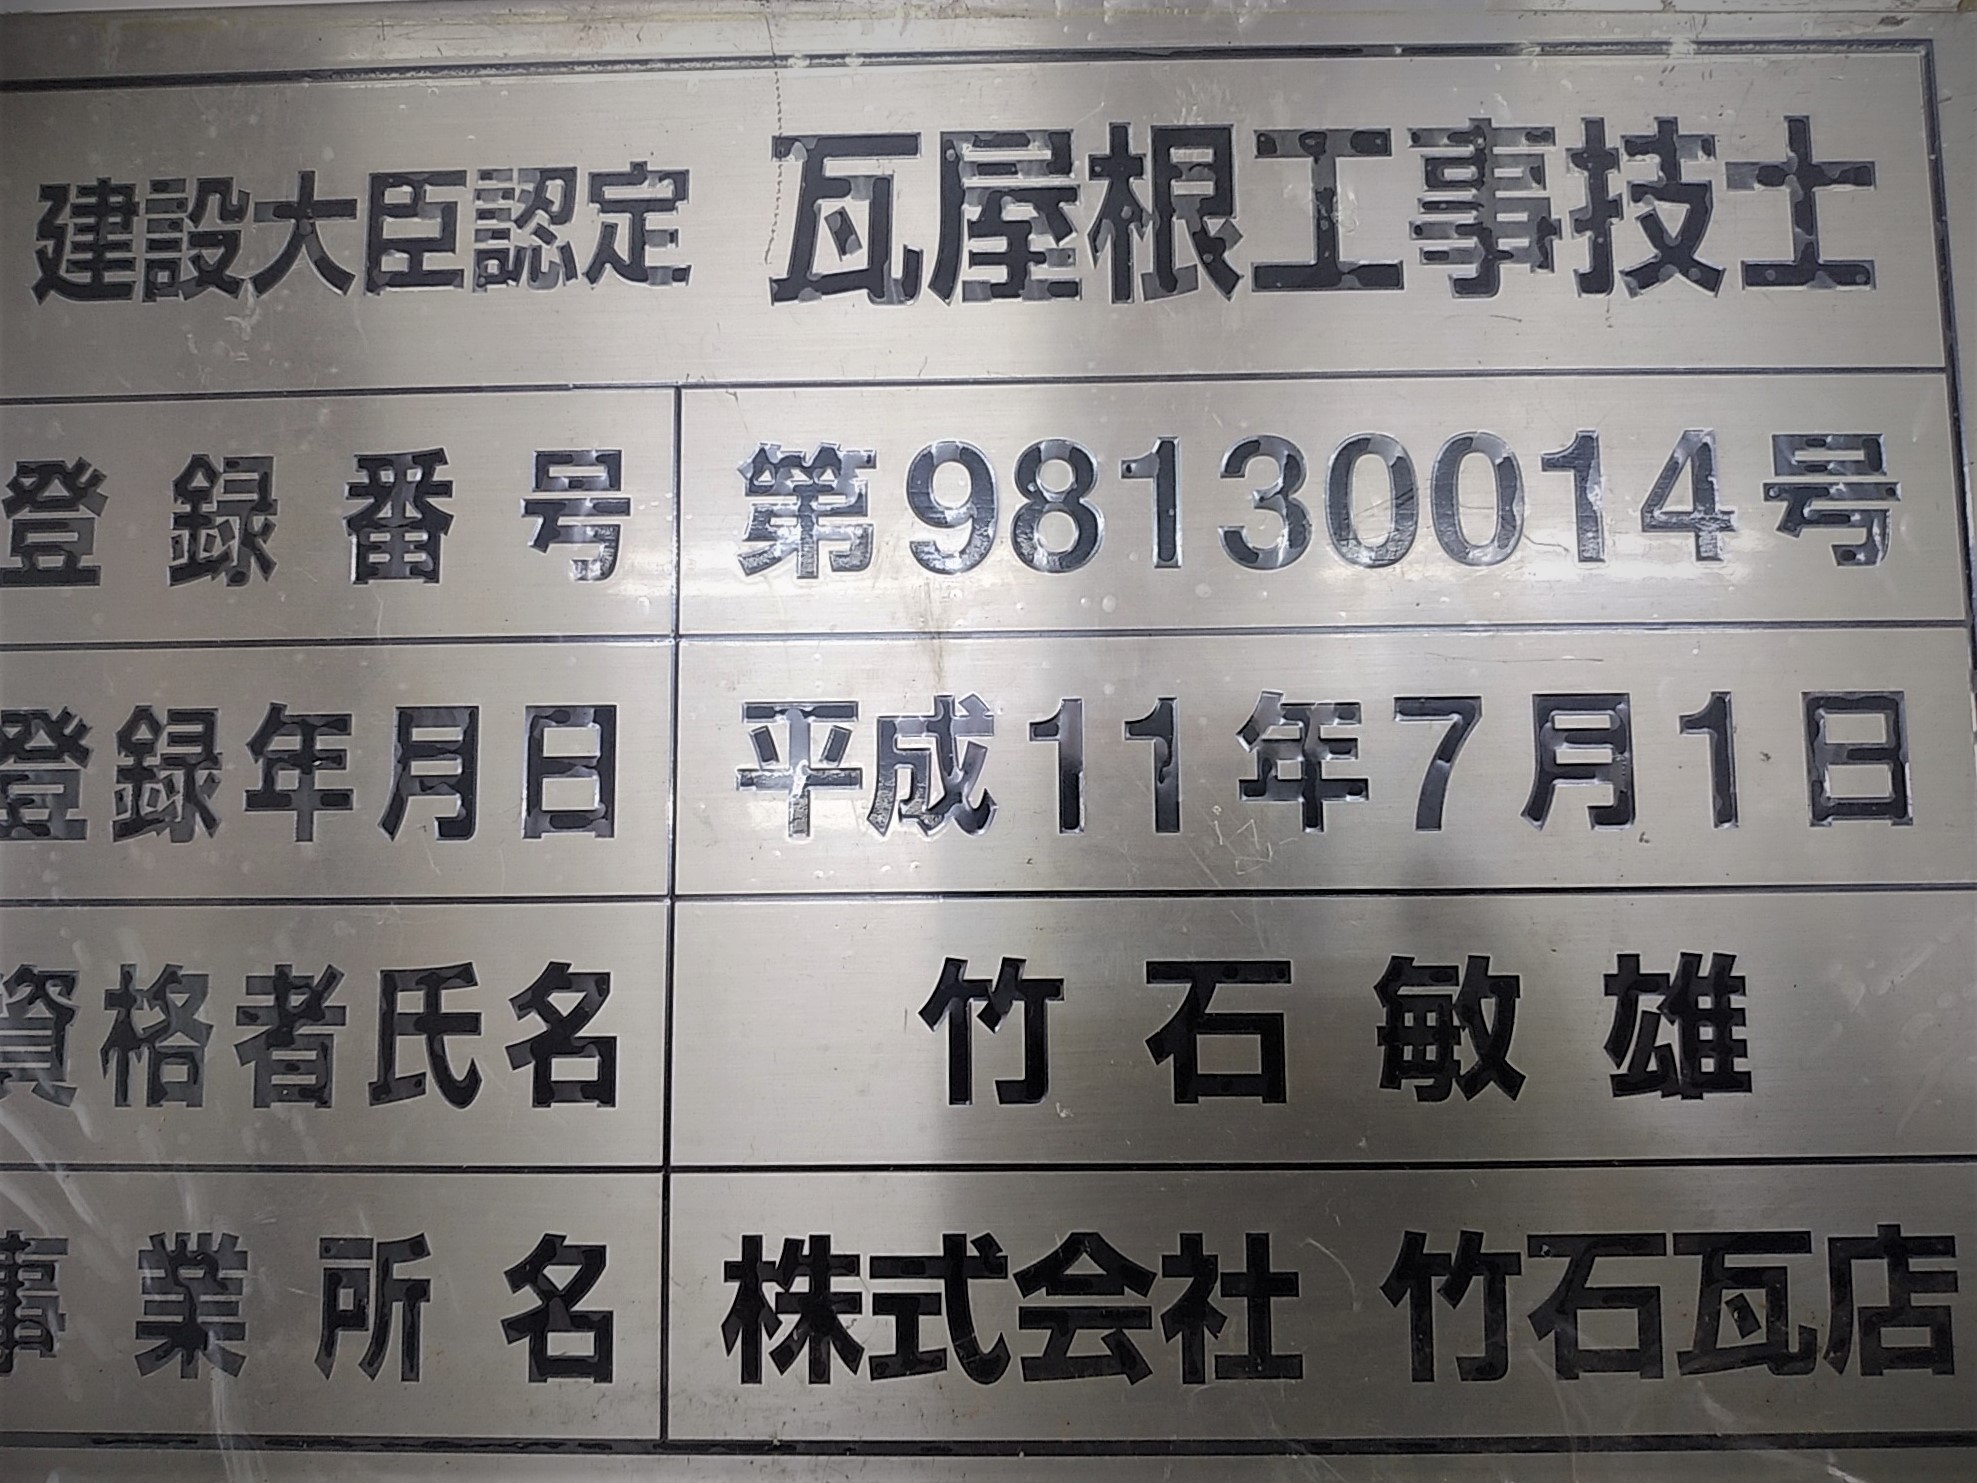 建設大臣認定 瓦屋根工事技士
登録番号 第98130014号
登録年月日 平成11年7月1日
資格者氏名 竹石敏雄
事業所名 株式会社 竹石瓦店